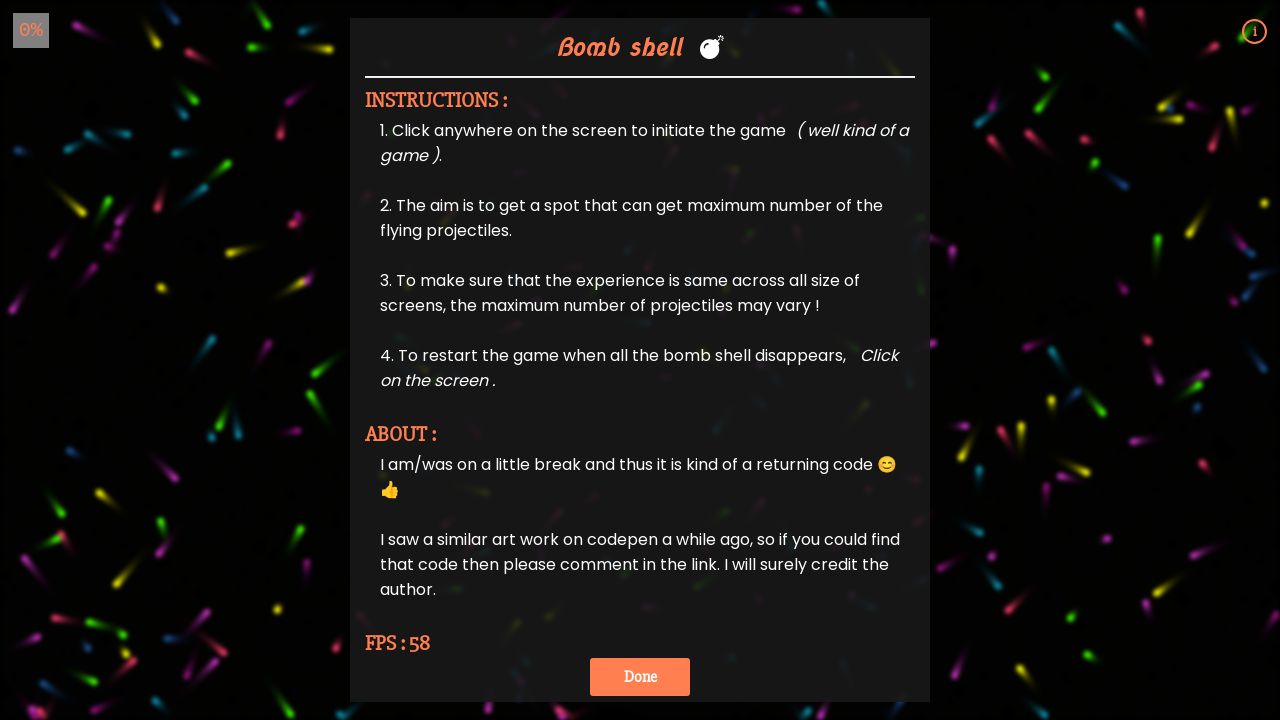 0%
i
Bomb shell 💣
INSTRUCTIONS :
1. Click anywhere on the screen to initiate the game ( well kind of a
game ).
2. The aim is to get a spot that can get maximum number of the
flying projectiles.
3. To make sure that the experience is same across all size of
screens, the maximum number of projectiles may vary !
4. To restart the game when all the bomb shell disappears, Click
on the screen .
ABOUT :
I am/was on a little break and thus it is kind of a returning code 😊
👍
I saw a similar art work on codepen a while ago, so if you could find
that code then please comment in the link. I will surely credit the
author.
FPS : 58
Done